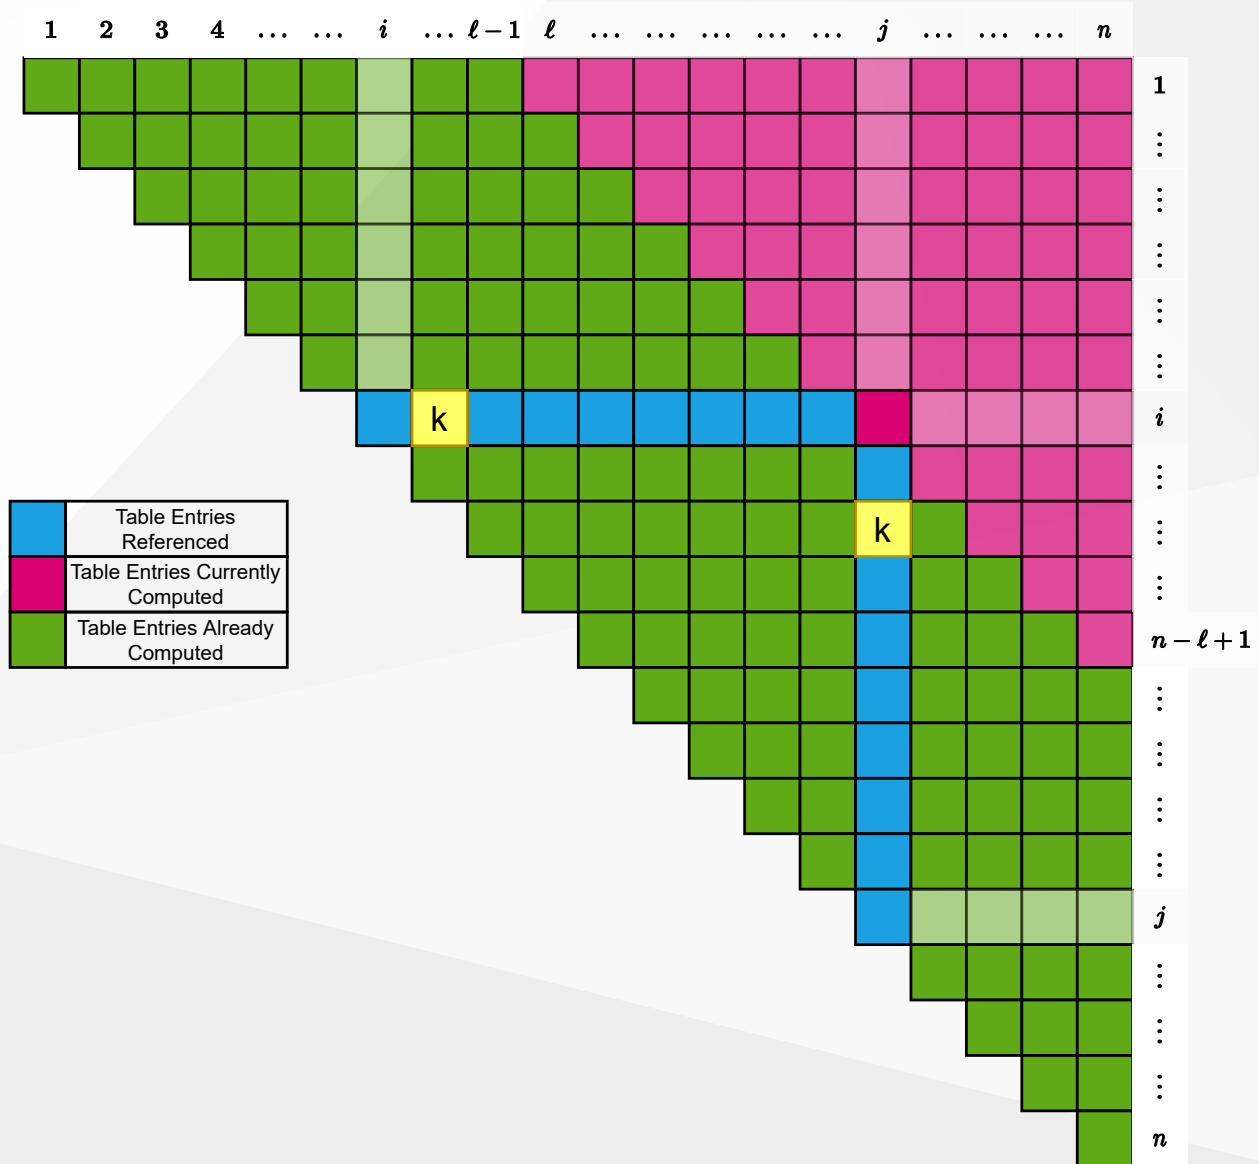 1 2 3 4 … … i … ℓ − 1 ℓ … … … … … j … … … n
1
⋮
⋮
⋮
⋮
⋮
k i
⋮
k ⋮
⋮
n − ℓ + 1
⋮
⋮
⋮
⋮
j
⋮
⋮
⋮
n
Table Entries
Referenced
Table Entries Currently
Computed
Table Entries Already
Computed